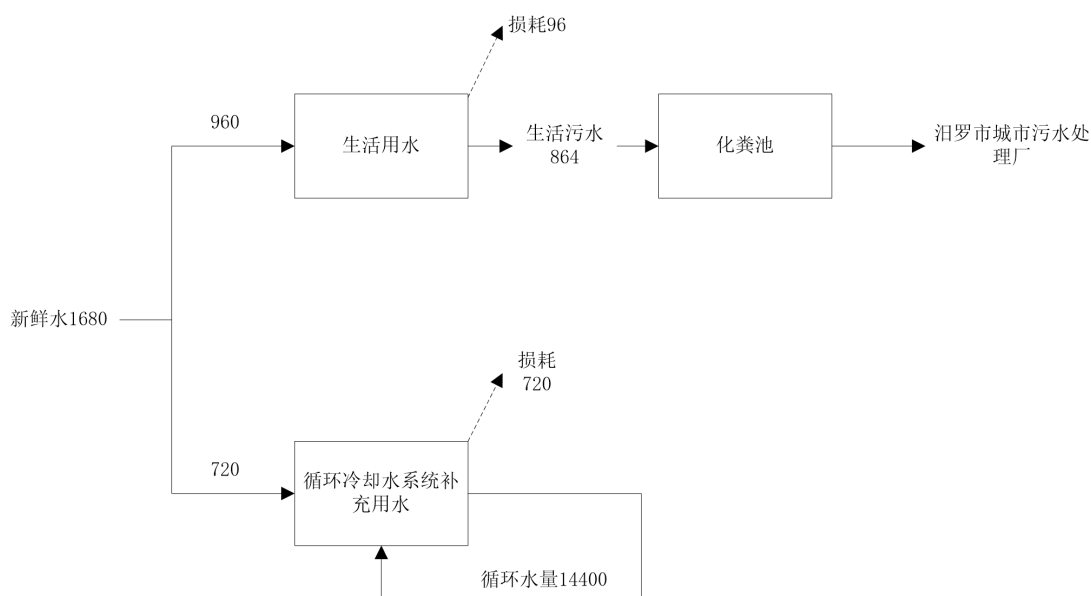 损耗96
960
生活用水
生活污水
864
化粪池
汨罗市城市污水处
理厂
新鲜水1680
损耗
720
720
循环冷却水系统补
充用水
循环水量14400